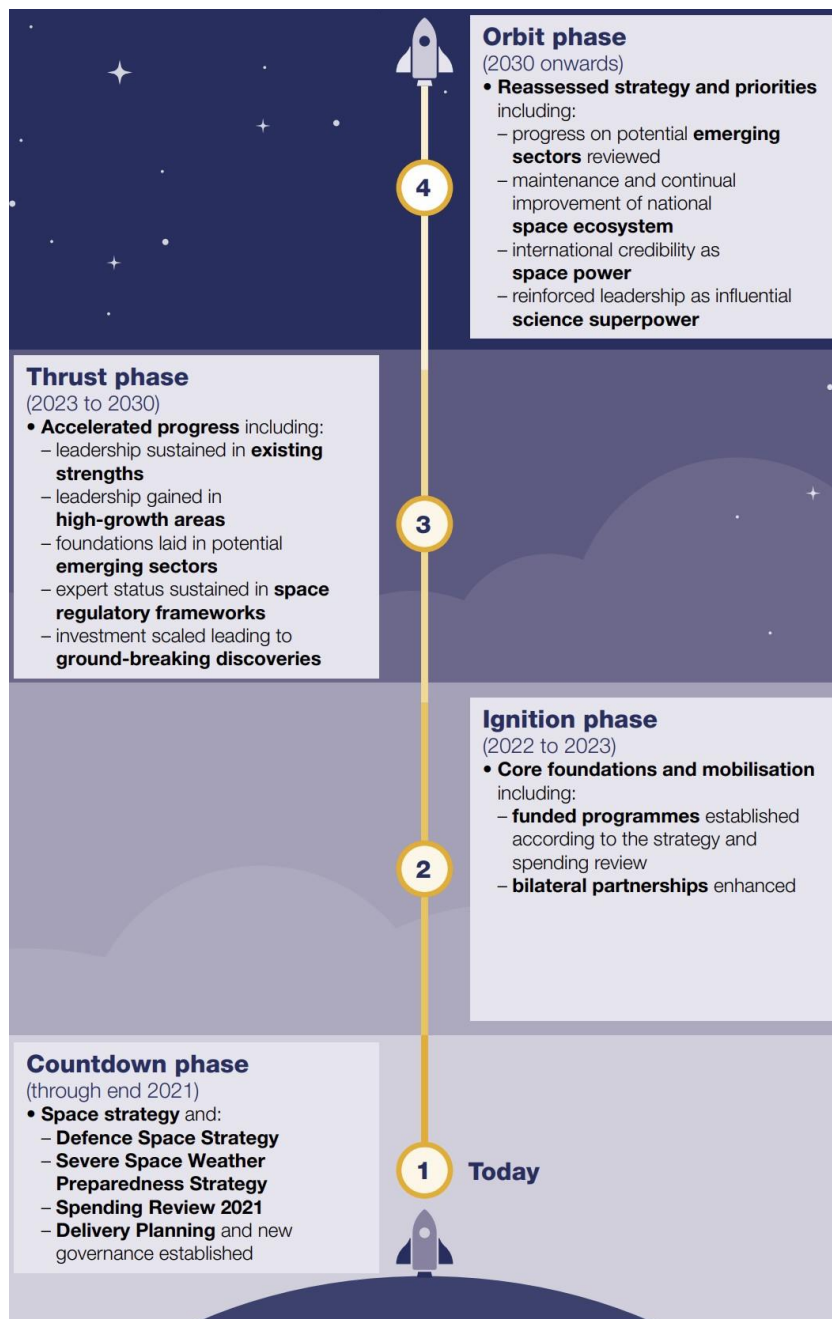 Orbit phase
(2030 onwards)
• Reassessed strategy and priorities
including:
– progress on potential emerging
sectors reviewed
– maintenance and continual
improvement of national
space ecosystem
– international credibility as
space power
– reinforced leadership as influential
science superpower
4
Thrust phase
(2023 to 2030)
• Accelerated progress including:
– leadership sustained in existing
strengths
– leadership gained in
high-growth areas
– foundations laid in potential
emerging sectors
– expert status sustained in space
regulatory frameworks
– investment scaled leading to
ground-breaking discoveries
3
Ignition phase
(2022 to 2023)
• Core foundations and mobilisation
including:
– funded programmes established
according to the strategy and
spending review
– bilateral partnerships enhanced
2
Countdown phase
(through end 2021)
• Space strategy and:
– Defence Space Strategy
– Severe Space Weather
Preparedness Strategy
– Spending Review 2021
– Delivery Planning and new
governance established
1 Today